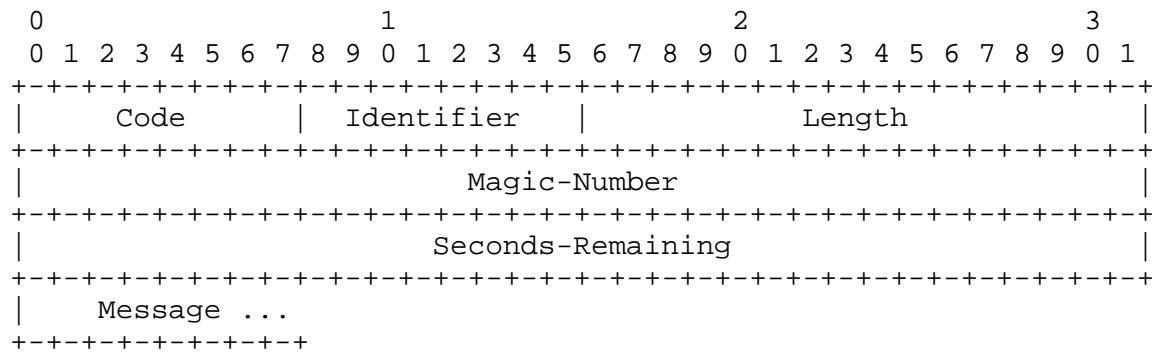 0                   1                   2                   3
 0 1 2 3 4 5 6 7 8 9 0 1 2 3 4 5 6 7 8 9 0 1 2 3 4 5 6 7 8 9 0 1
+-+-+-+-+-+-+-+-+-+-+-+-+-+-+-+-+-+-+-+-+-+-+-+-+-+-+-+-+-+-+-+-+
|     Code      |  Identifier   |            Length             |
+-+-+-+-+-+-+-+-+-+-+-+-+-+-+-+-+-+-+-+-+-+-+-+-+-+-+-+-+-+-+-+-+
|                         Magic-Number                          |
+-+-+-+-+-+-+-+-+-+-+-+-+-+-+-+-+-+-+-+-+-+-+-+-+-+-+-+-+-+-+-+-+
|                       Seconds-Remaining                       |
+-+-+-+-+-+-+-+-+-+-+-+-+-+-+-+-+-+-+-+-+-+-+-+-+-+-+-+-+-+-+-+-+
|    Message ...
+-+-+-+-+-+-+-+-+